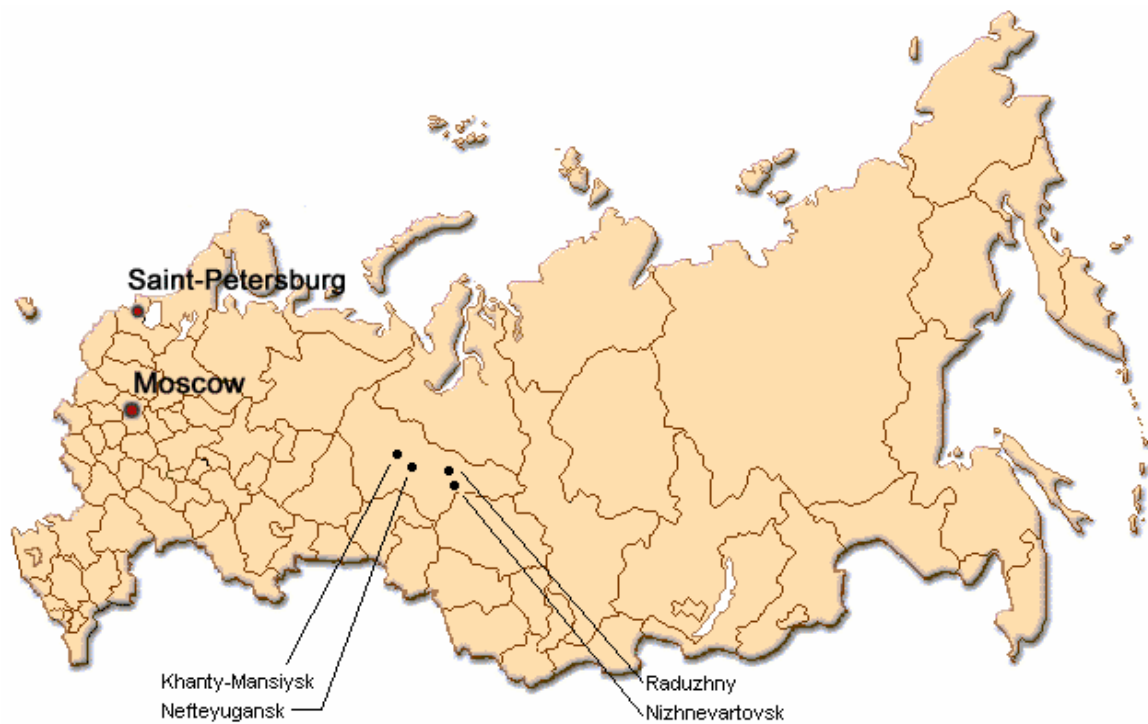 Saint-Petersburg
Moscow
Khanty-Mansiysk
Nefteyugansk
Raduzhny
Nizhnevartovsk